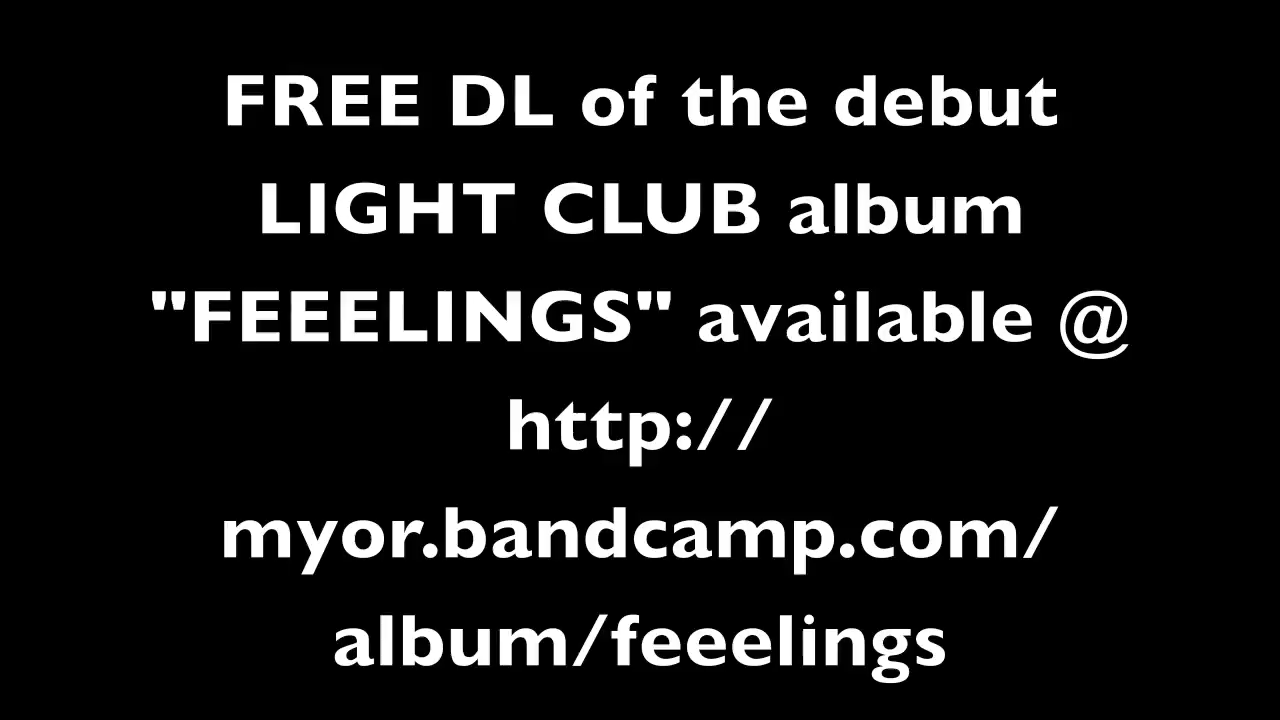 FREE DL of the debut
LIGHT CLUB album
"FEEELINGS" available @
http://
myor.bandcamp.com/
album/feeelings